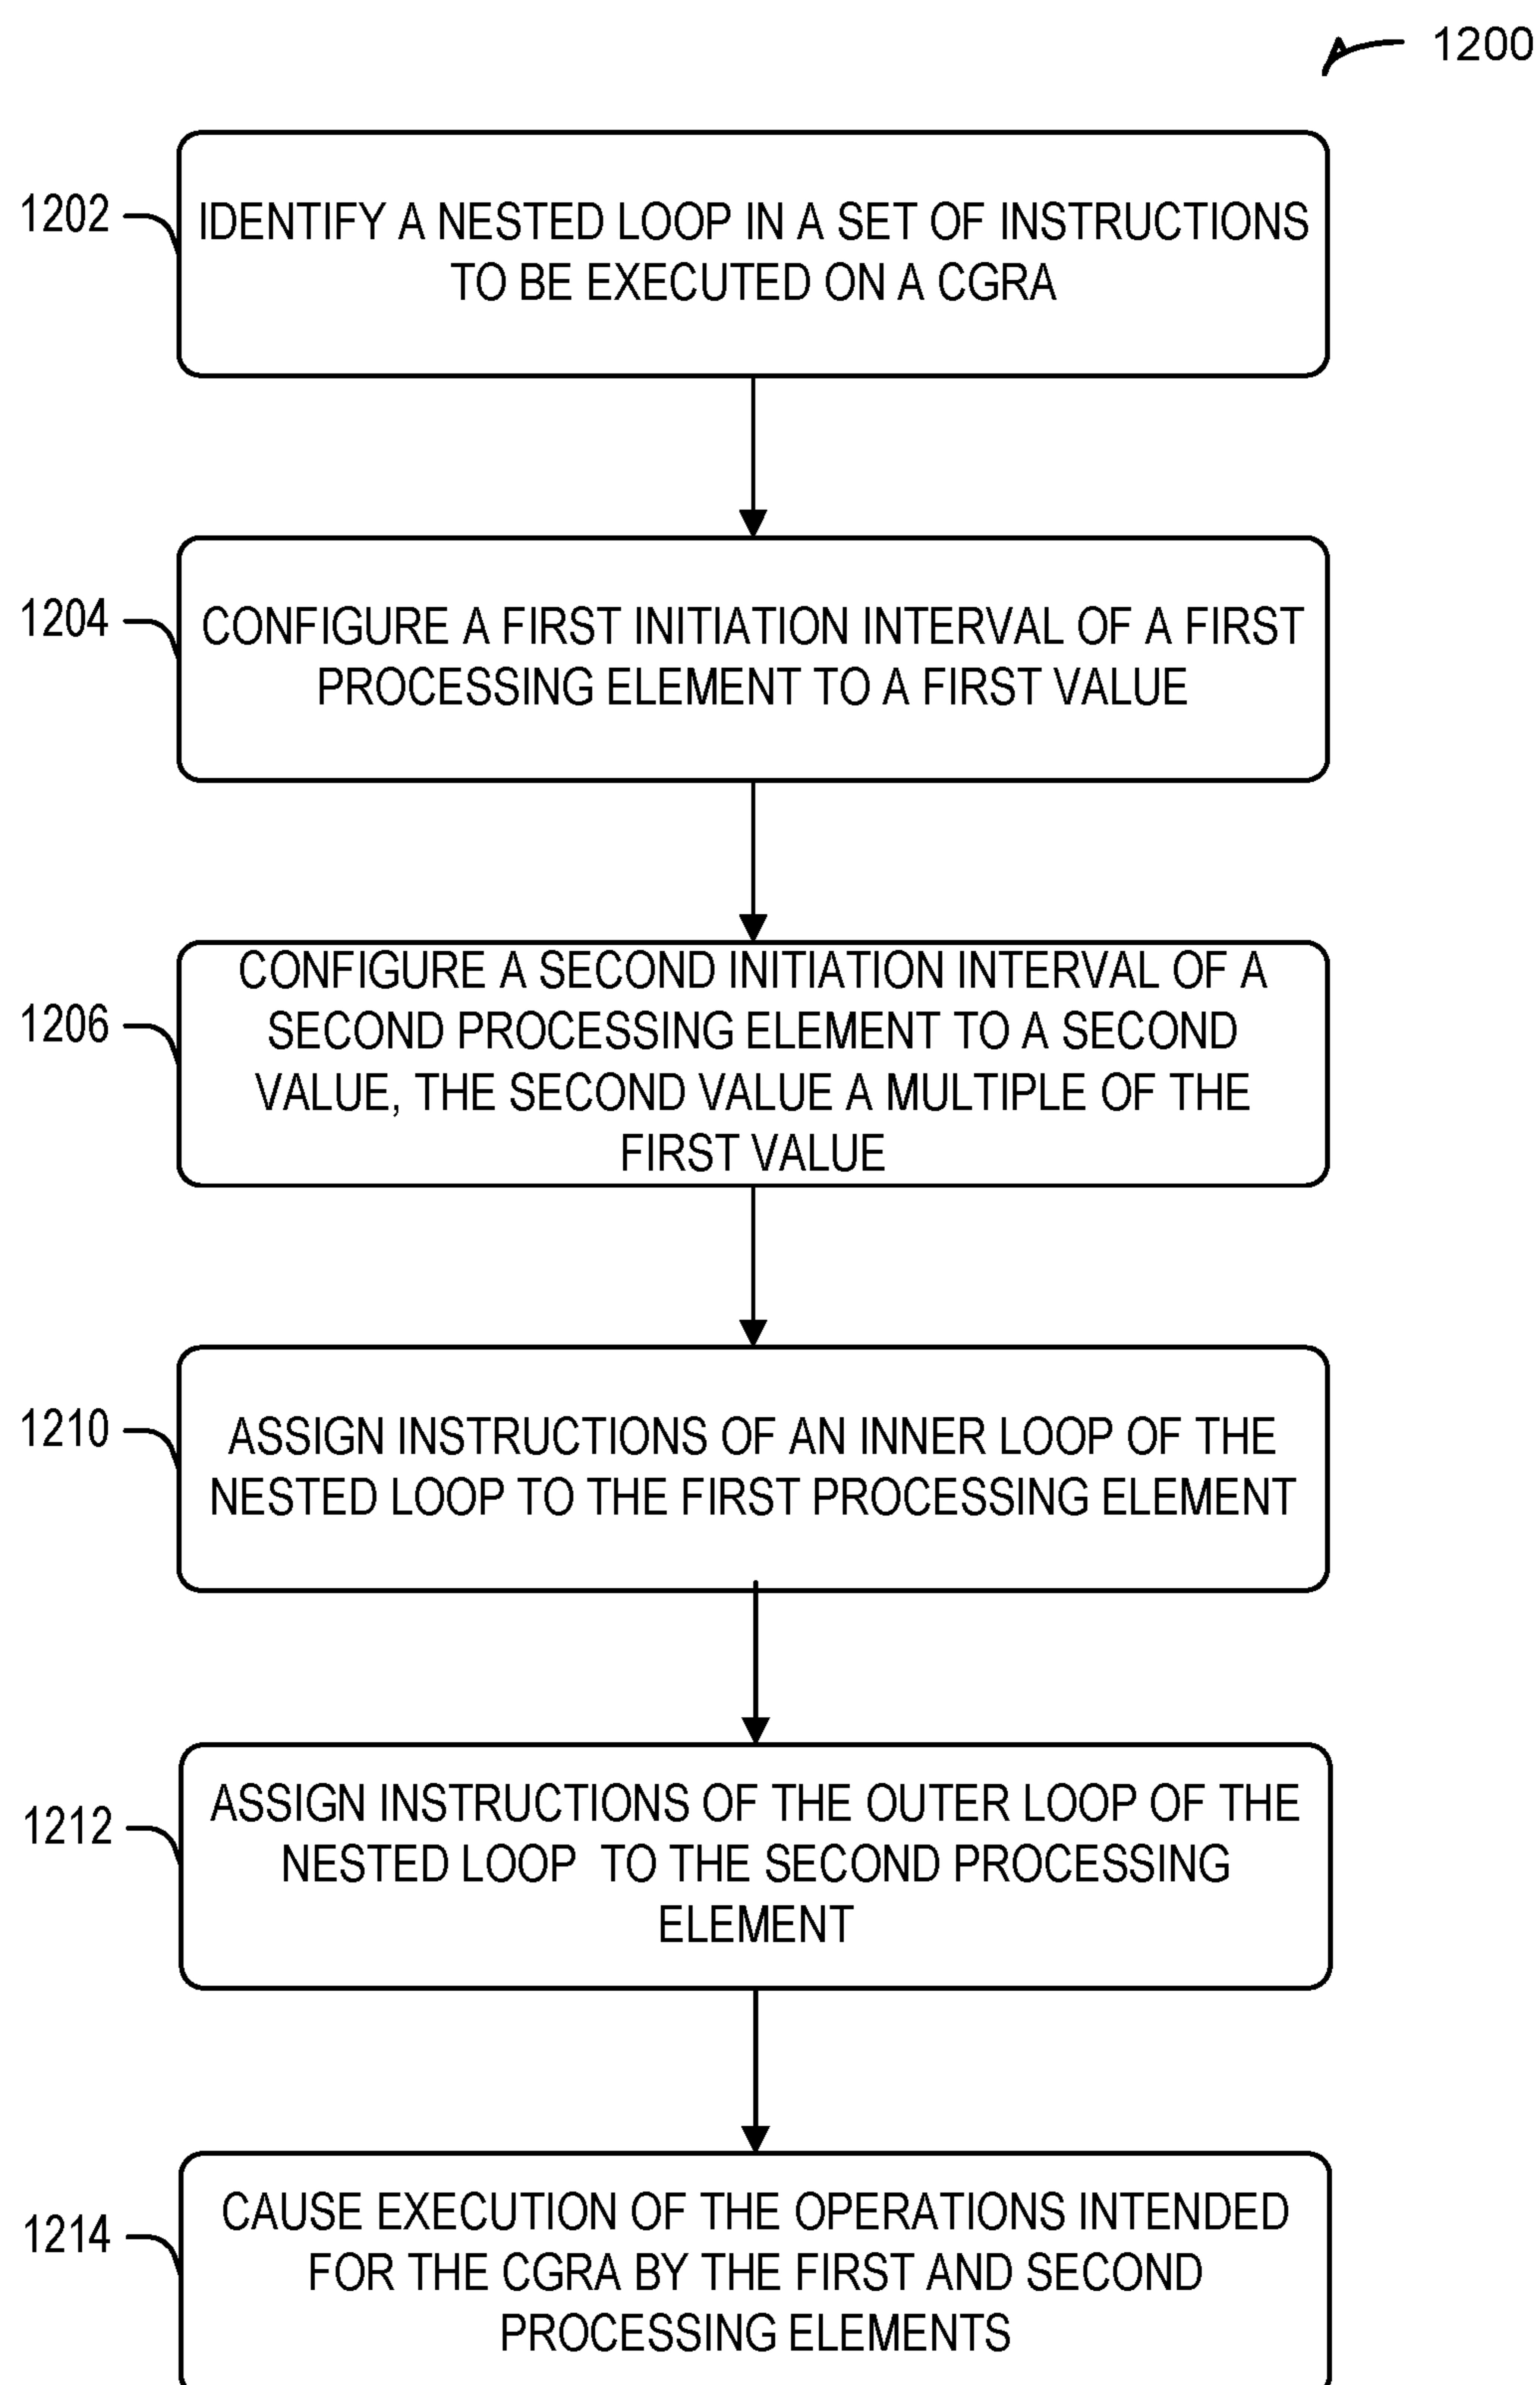 1200
1202
IDENTIFY A NESTED LOOP IN A SET OF INSTRUCTIONS
TO BE EXECUTED ON A CGRA
1204
CONFIGURE A FIRST INITIATION INTERVAL OF A FIRST
PROCESSING ELEMENT TO A FIRST VALUE
1206
CONFIGURE A SECOND INITIATION INTERVAL OF A
SECOND PROCESSING ELEMENT TO A SECOND
VALUE, THE SECOND VALUE A MULTIPLE OF THE
FIRST VALUE
1210
ASSIGN INSTRUCTIONS OF AN INNER LOOP OF THE
NESTED LOOP TO THE FIRST PROCESSING ELEMENT
1212
ASSIGN INSTRUCTIONS OF THE OUTER LOOP OF THE
NESTED LOOP TO THE SECOND PROCESSING
ELEMENT
1214
CAUSE EXECUTION OF THE OPERATIONS INTENDED
FOR THE CGRA BY THE FIRST AND SECOND
PROCESSING ELEMENTS